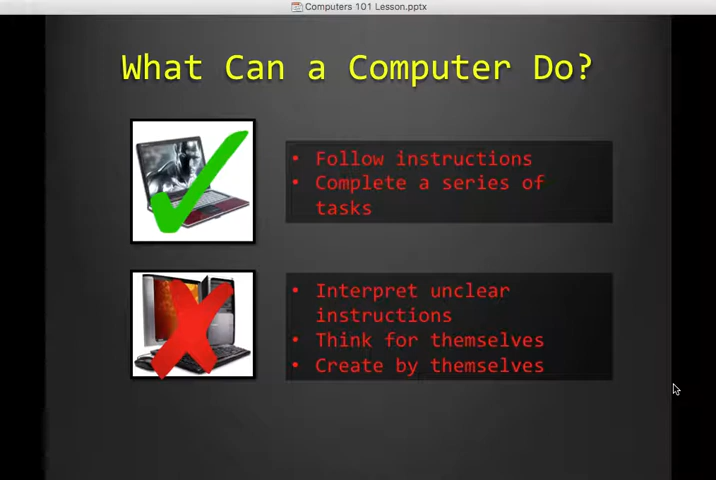 Computers 101 Lesson.pptx
What Can a Computer Do?
• Follow instructions
• Complete a series of
tasks
• Interpret unclear
instructions
• Think for themselves
• Create by themselves